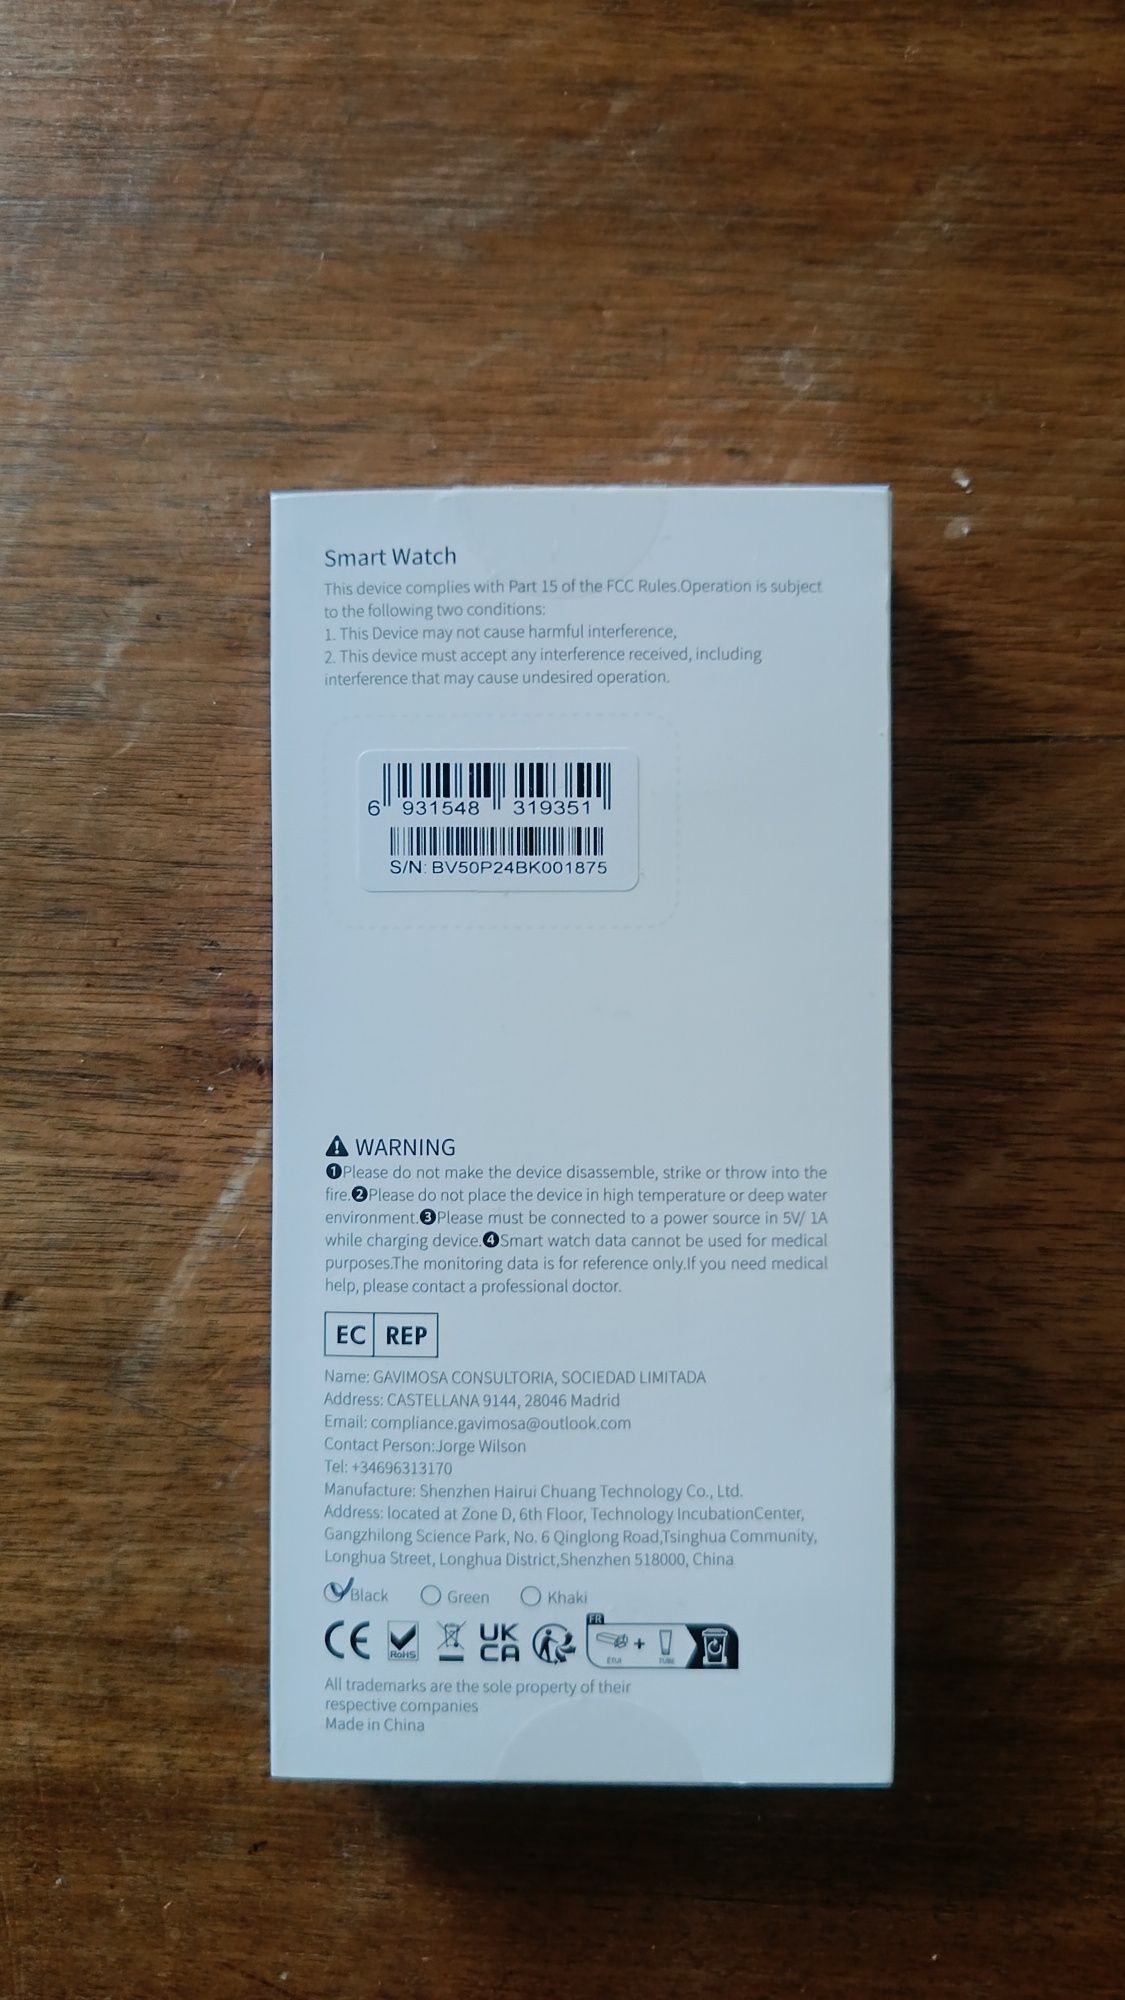 Smart Watch
This device complies with Part 15 of the FCC Rules.Operation is subject
to the following two conditions:
1. This Device may not cause harmful interference,
2. This device must accept any interference received, including
interference that may cause undesired operation.
6 931548 319351
S/N: BV50P24BK001875
WARNING
❶Please do not make the device disassemble, strike or throw into the
fire.❷Please do not place the device in high temperature or deep water
environment.❸Please must be connected to a power source in 5V/ 1A
while charging device.❹Smart watch data cannot be used for medical
purposes.The monitoring data is for reference only.If you need medical
help, please contact a professional doctor.
EC REP
Name: GAVIMOSA CONSULTORIA, SOCIEDAD LIMITADA
Address: CASTELLANA 9144, 28046 Madrid
Email: compliance.gavimosa@outlook.com
Contact Person:Jorge Wilson
Tel: +34696313170
Manufacture: Shenzhen Hairui Chuang Technology Co., Ltd.
Address: located at Zone D, 6th Floor, Technology IncubationCenter,
Gangzhilong Science Park, No. 6 Qinglong Road,Tsinghua Community,
Longhua Street, Longhua District,Shenzhen 518000, China
Black Green Khaki
CE RoHS UK CA FR ÉTUI + TUBE
All trademarks are the sole property of their
respective companies
Made in China